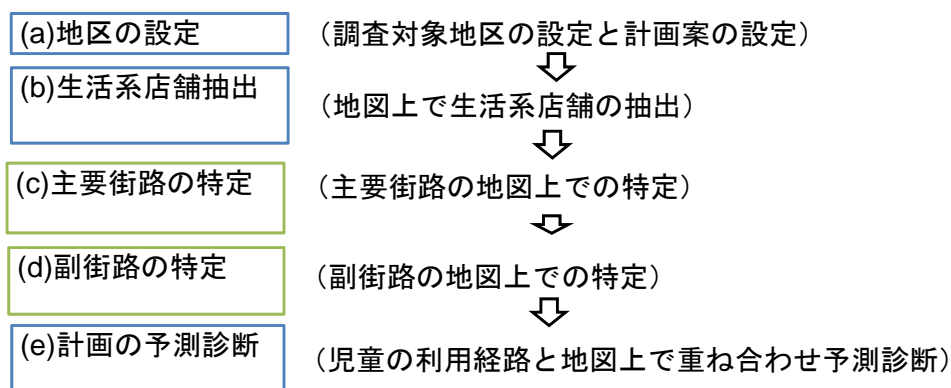 (a)地区の設定 （調査対象地区の設定と計画案の設定）
(b)生活系店舗抽出 （地図上で生活系店舗の抽出）
(c)主要街路の特定 （主要街路の地図上での特定）
(d)副街路の特定 （副街路の地図上での特定）
(e)計画の予測診断 （児童の利用経路と地図上で重ね合わせ予測診断）